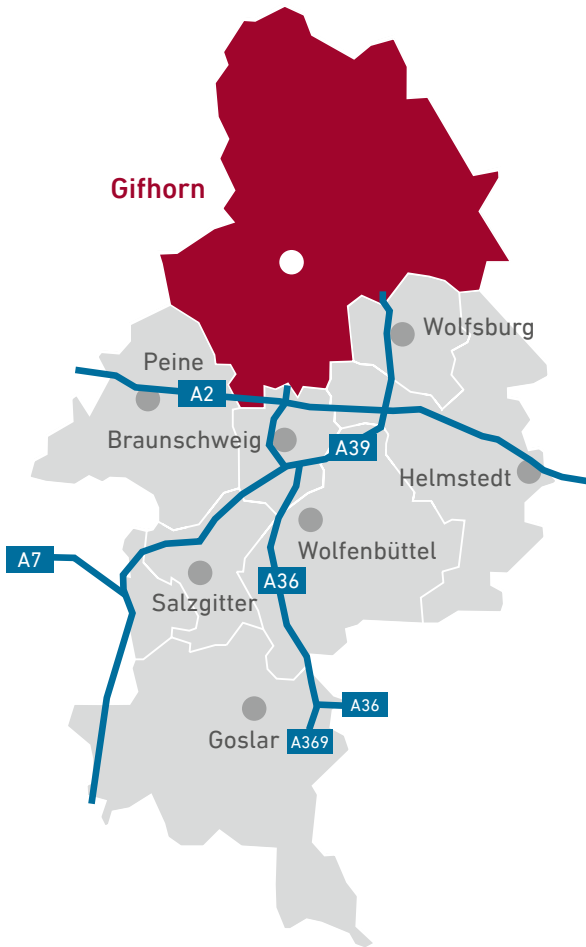 Gifhorn
Wolfsburg
Peine
A2
Braunschweig
A39
Helmstedt
Wolfenbüttel
A7
A36
Salzgitter
A36
Goslar
A369